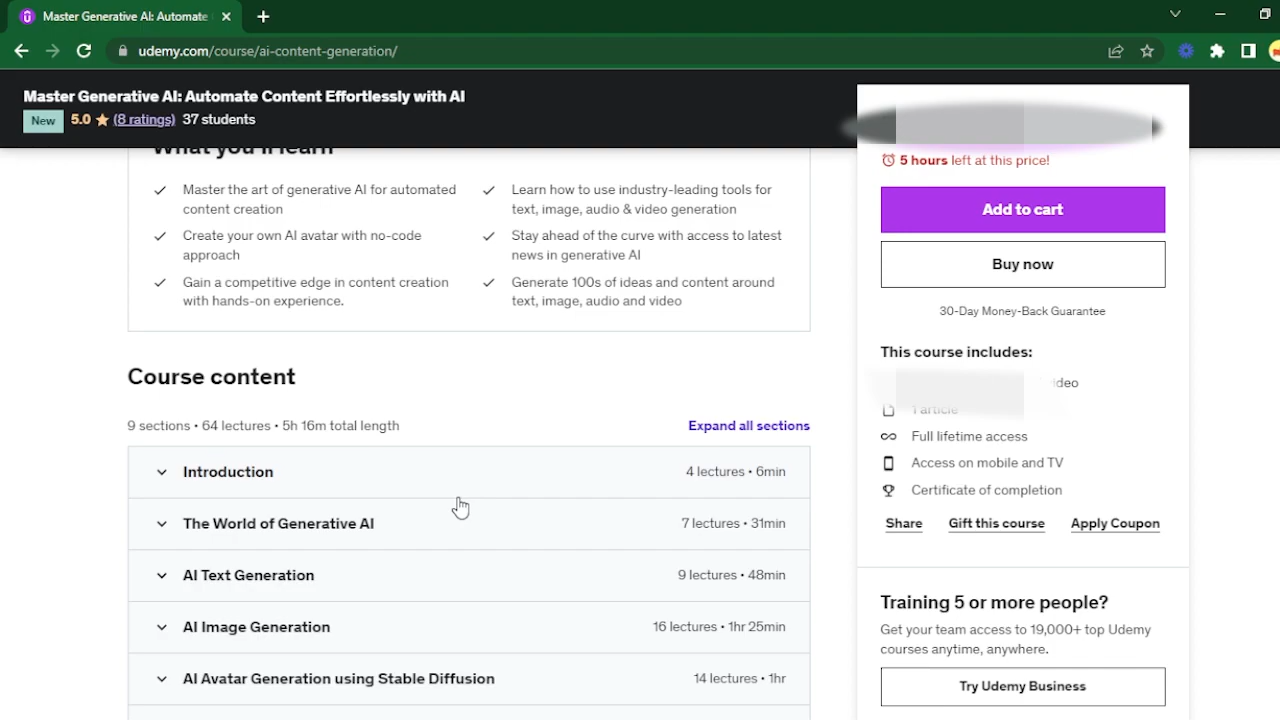 Master Generative AI: Automate
udemy.com/course/ai-content-generation/
Master Generative AI: Automate Content Effortlessly with AI
New 5.0 (8 ratings) 37 students
What you'll learn
Master the art of generative AI for automated
content creation
Create your own AI avatar with no-code
approach
Gain a competitive edge in content creation
with hands-on experience.
Learn how to use industry-leading tools for
text, image, audio & video generation
Stay ahead of the curve with access to latest
news in generative AI
Generate 100s of ideas and content around
text, image, audio and video
Course content
9 sections • 64 lectures • 5h 16m total length
Expand all sections
Introduction 4 lectures • 6min
The World of Generative AI 7 lectures • 31min
AI Text Generation 9 lectures • 48min
AI Image Generation 16 lectures • 1hr 25min
AI Avatar Generation using Stable Diffusion 14 lectures • 1hr
5 hours left at this price!
Add to cart
Buy now
30-Day Money-Back Guarantee
This course includes:
1 article
Full lifetime access
Access on mobile and TV
Certificate of completion
Share Gift this course Apply Coupon
Training 5 or more people?
Get your team access to 19,000+ top Udemy
courses anytime, anywhere.
Try Udemy Business